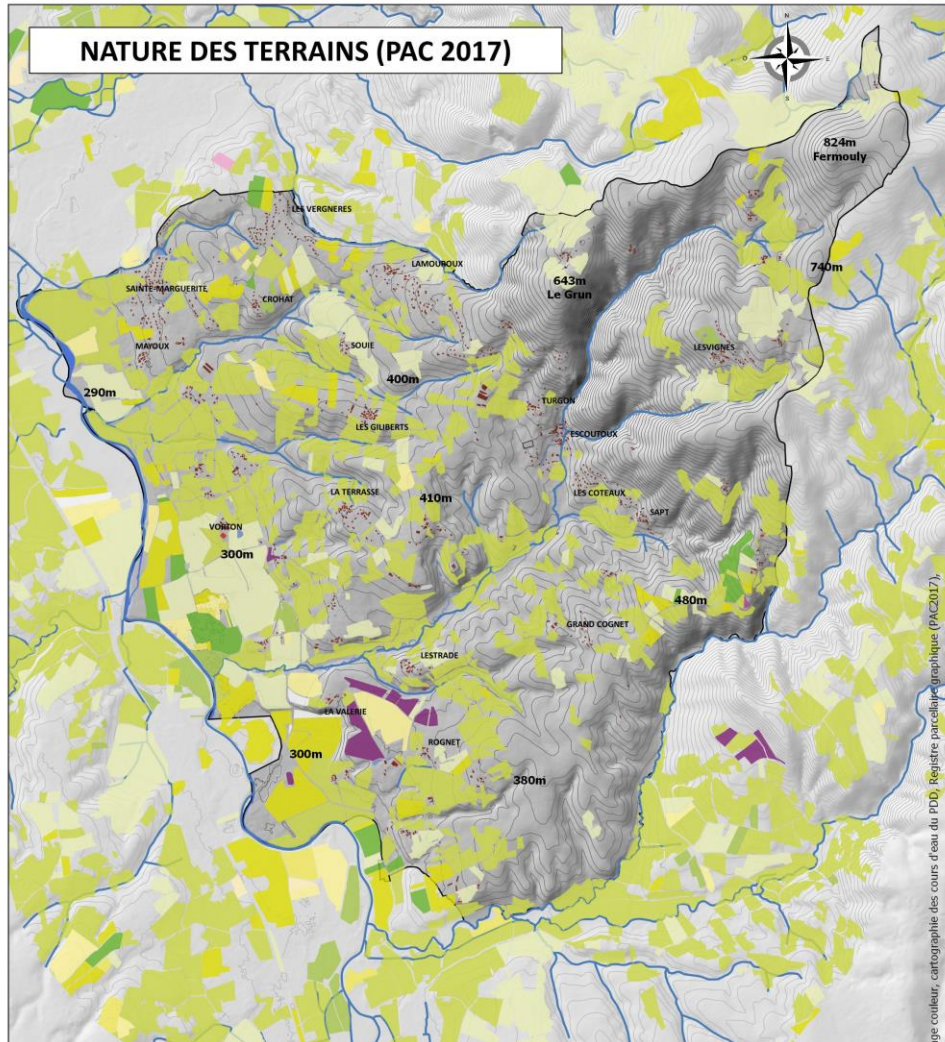 NATURE DES TERRAINS (PAC 2017)
N
O
E
S
824m
Fermouly
LES VERGNERES
LAMOUROUX
740m
643m
Le Grun
SAINTE-MARGUERITE
CROHAT
MAYOUX
SOUIE
LESVIGNES
400m
290m
TURGON
LES GILIBERTS
ESCOUTOUX
LA TERRASSE
410m
LES COTEAUX
SAPT
VORTON
300m
480m
GRAND COGNET
LESTRADE
LA VALERIE
ROGNET
300m
380m
age couleur, cartographie des cours d'eau du PDD, Registre parcellaire graphique (PAC2017),